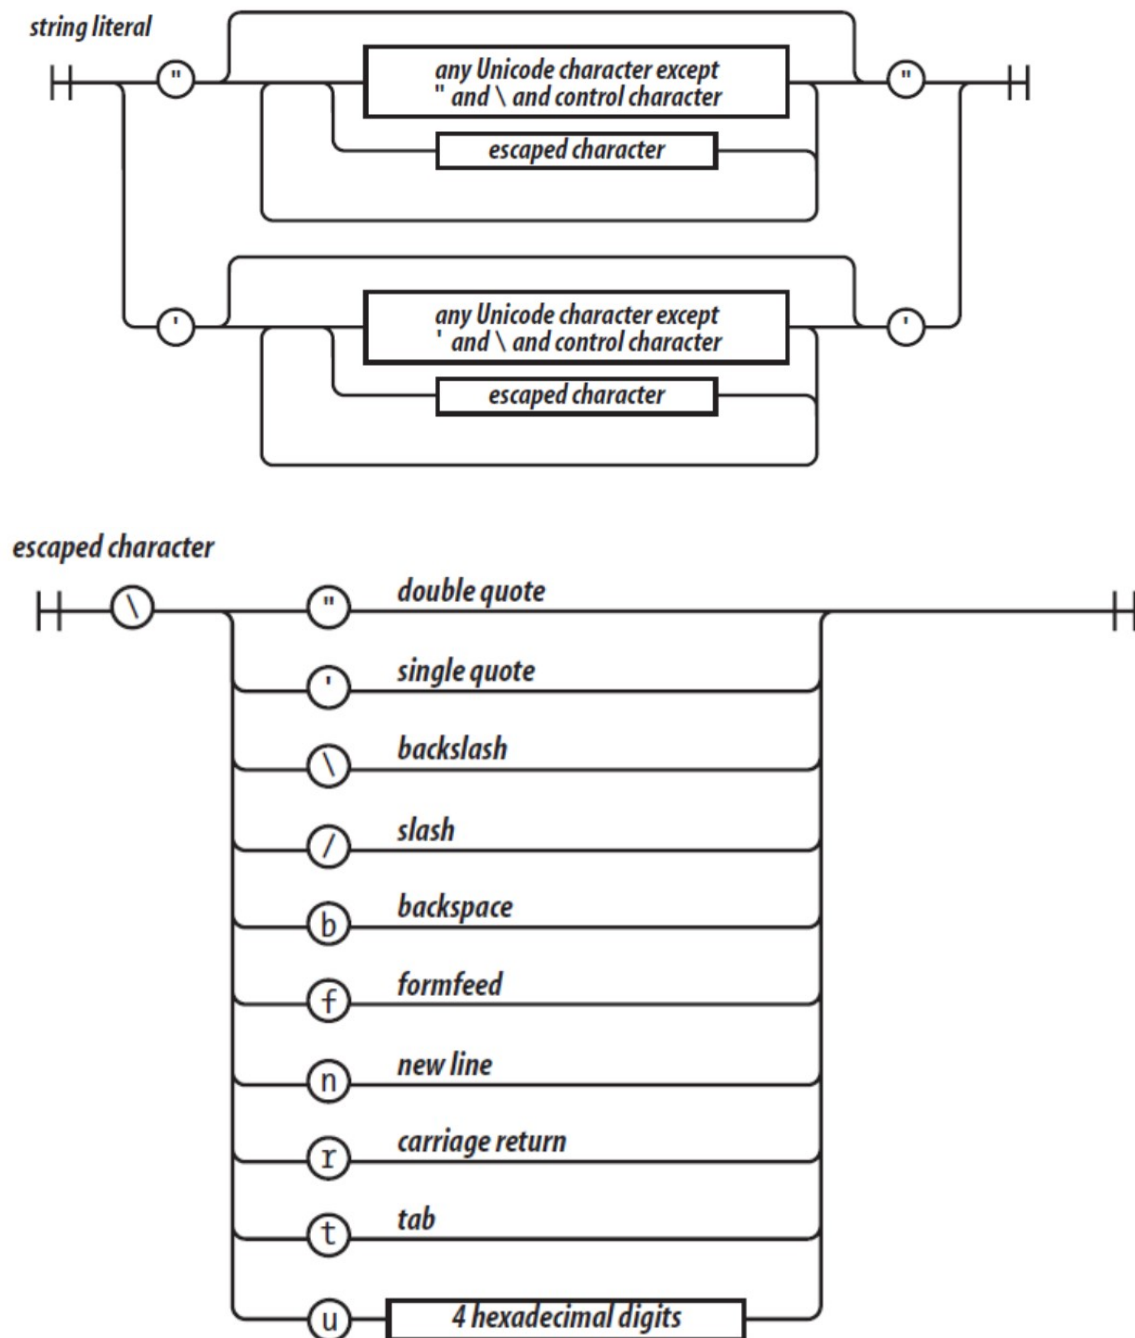 string literal
"
any Unicode character except
" and \ and control character
"
escaped character
'
any Unicode character except
' and \ and control character
'
escaped character
escaped character
\
" double quote
' single quote
\ backslash
/ slash
b backspace
f formfeed
n new line
r carriage return
t tab
u 4 hexadecimal digits